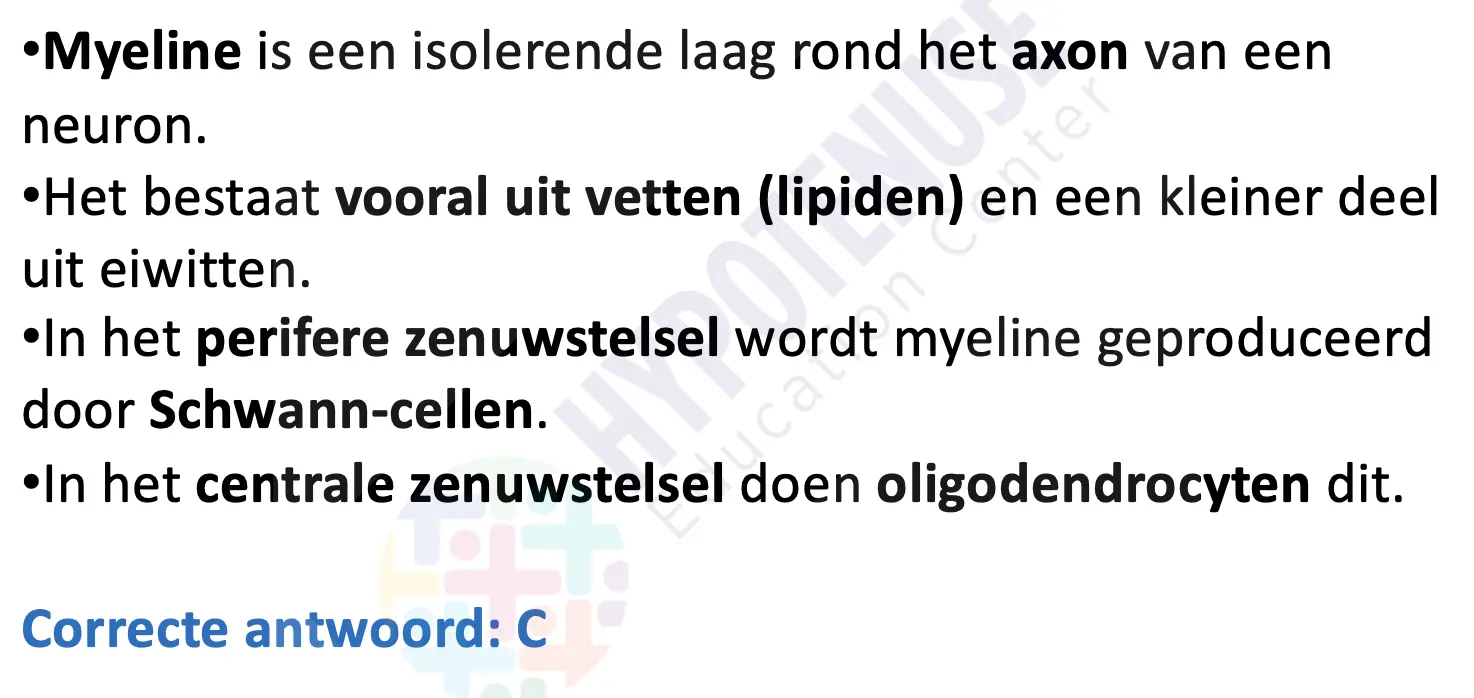 •Myeline is een isolerende laag rond het axon van een
neuron.
•Het bestaat vooral uit vetten (lipiden) en een kleiner deel
uit eiwitten.
•In het perifere zenuwstelsel wordt myeline geproduceerd
door Schwann-cellen.
•In het centrale zenuwstelsel doen oligodendrocyten dit.
Correcte antwoord: C
HYPOTENUSE
Education Center